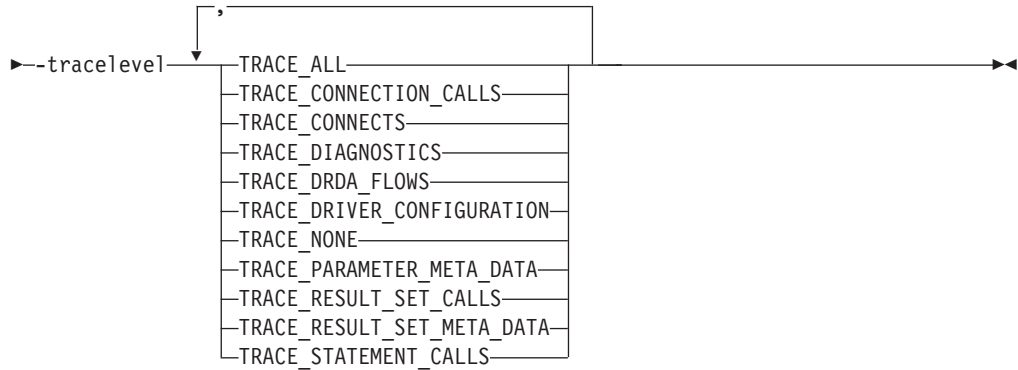 ,
-tracelevel TRACE_ALL
TRACE_CONNECTION_CALLS
TRACE_CONNECTS
TRACE_DIAGNOSTICS
TRACE_DRDA_FLOWS
TRACE_DRIVER_CONFIGURATION
TRACE_NONE
TRACE_PARAMETER_META_DATA
TRACE_RESULT_SET_CALLS
TRACE_RESULT_SET_META_DATA
TRACE_STATEMENT_CALLS